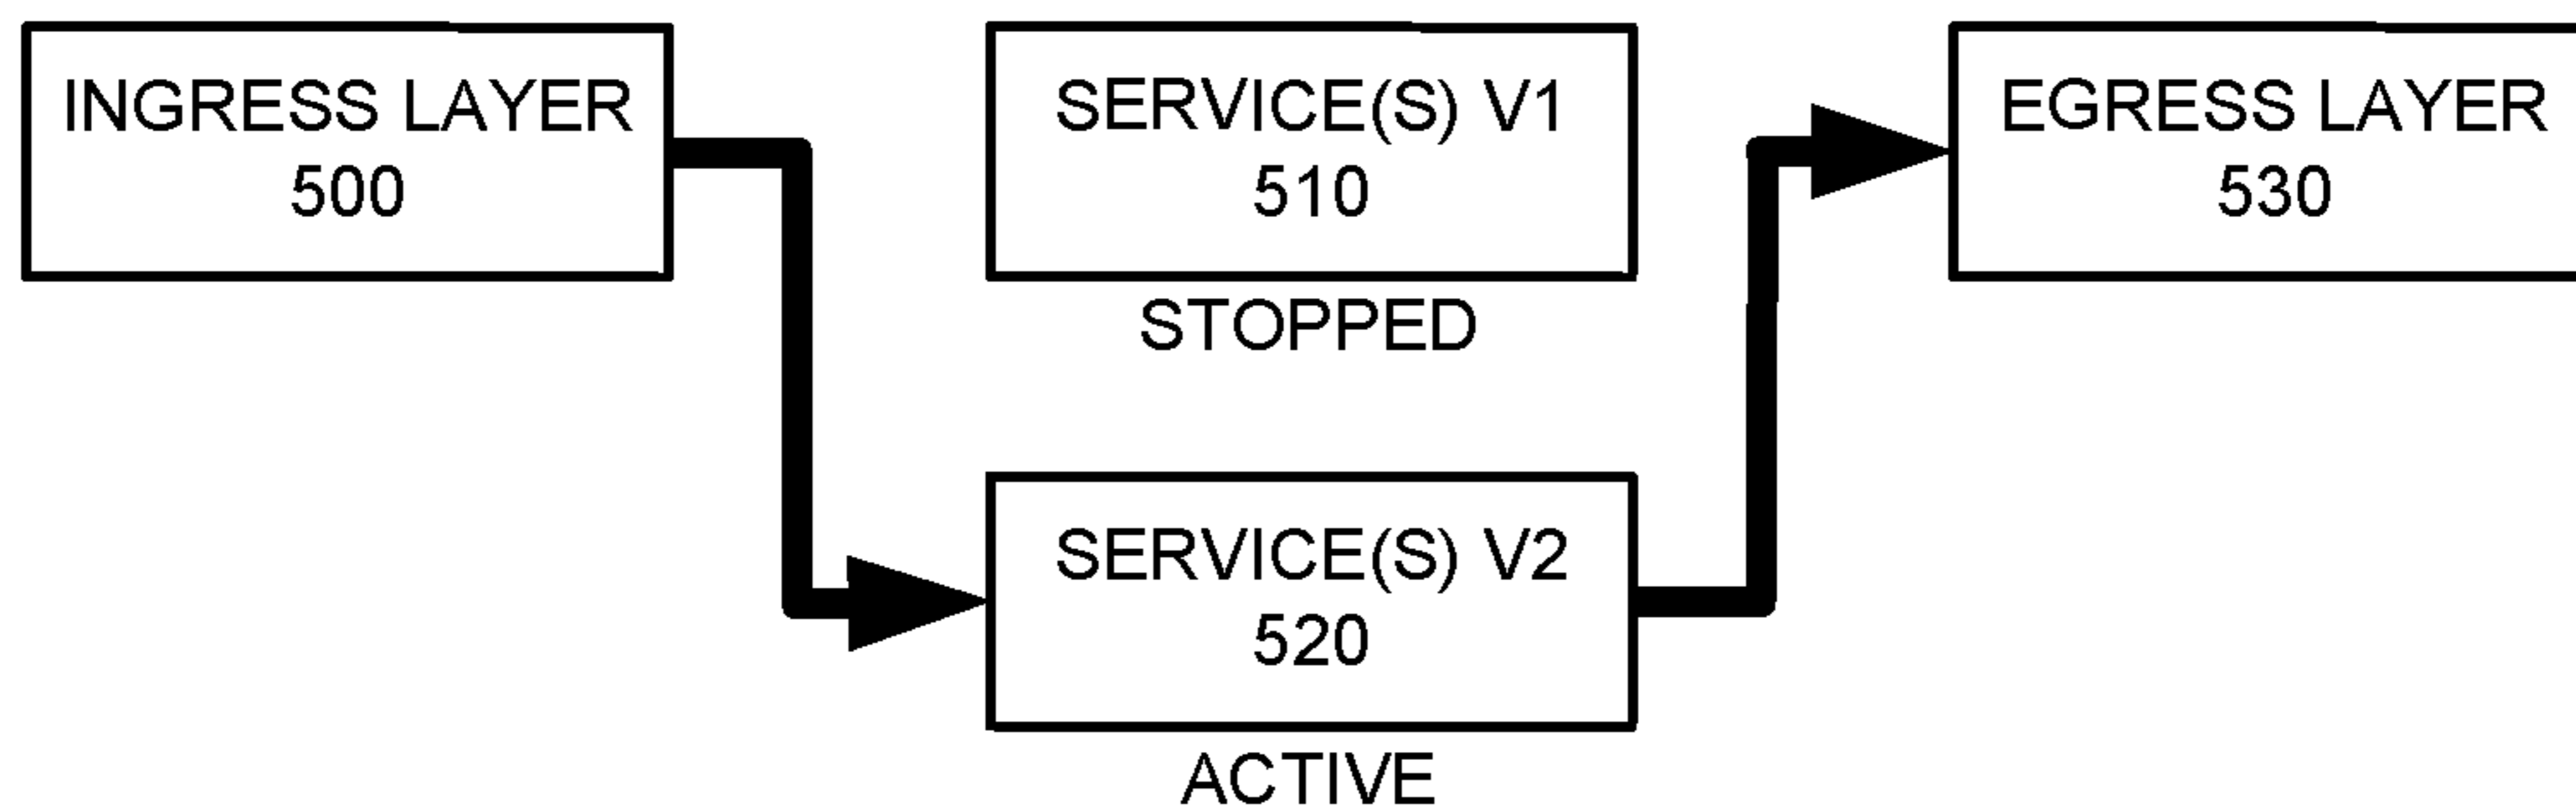 INGRESS LAYER
500
SERVICE(S) V1
510
STOPPED
EGRESS LAYER
530
SERVICE(S) V2
520
ACTIVE